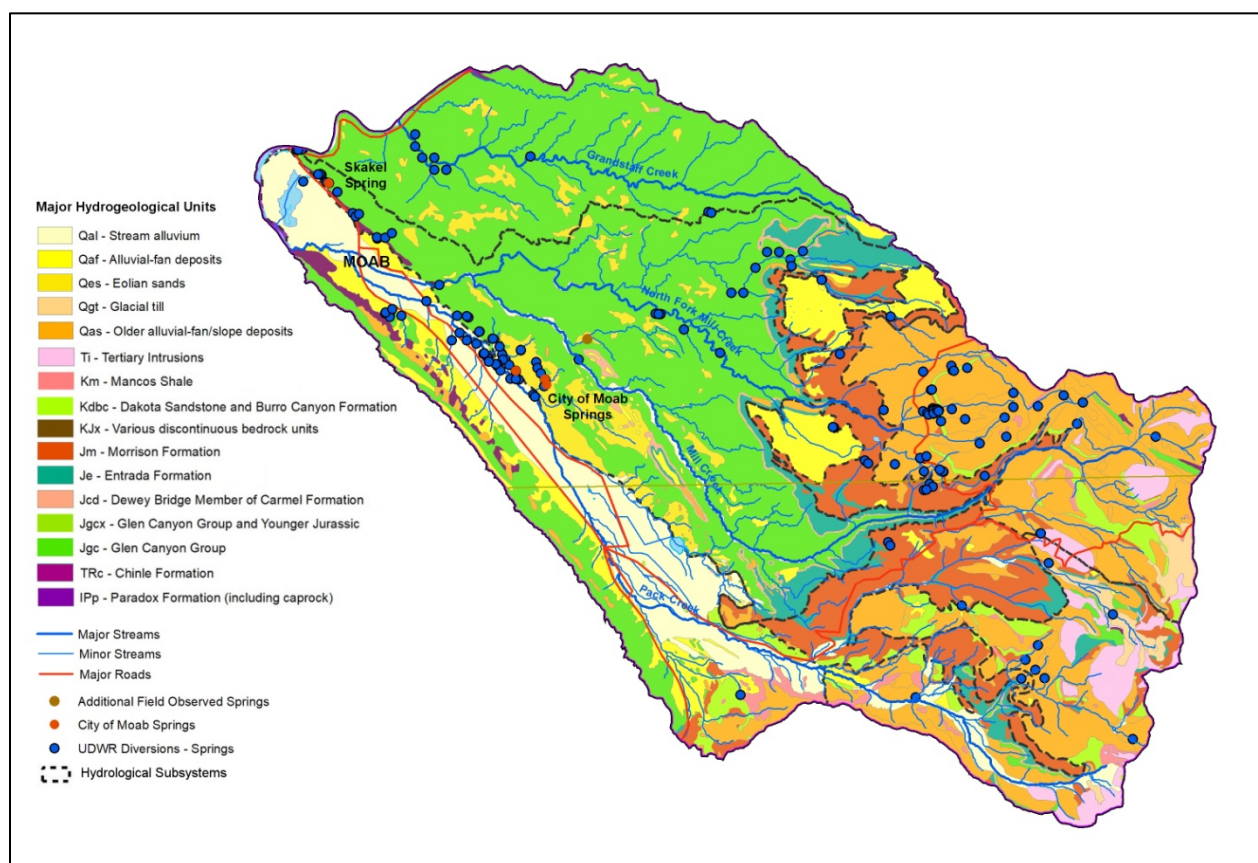 Grandstaff Creek
Skakel
Spring
MOAB
North Fork Mill Creek
City of Moab
Springs
Mill Creek
Pack Creek
Major Hydrogeological Units
Qal - Stream alluvium
Qaf - Alluvial-fan deposits
Qes - Eolian sands
Qgt - Glacial till
Qas - Older alluvial-fan/slope deposits
Ti - Tertiary Intrusions
Km - Mancos Shale
Kdbc - Dakota Sandstone and Burro Canyon Formation
KJx - Various discontinuous bedrock units
Jm - Morrison Formation
Je - Entrada Formation
Jcd - Dewey Bridge Member of Carmel Formation
Jgcx - Glen Canyon Group and Younger Jurassic
Jgc - Glen Canyon Group
TRc - Chinle Formation
IPp - Paradox Formation (including caprock)
Major Streams
Minor Streams
Major Roads
Additional Field Observed Springs
City of Moab Springs
UDWR Diversions - Springs
Hydrological Subsystems